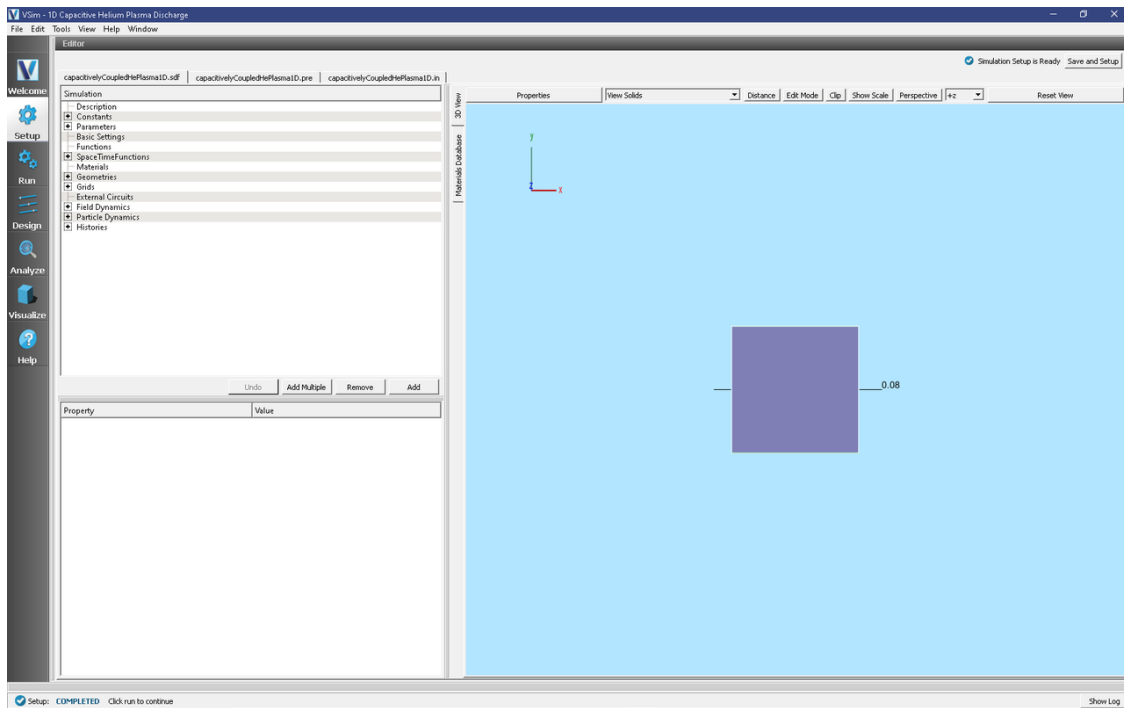 VSim - 1D Capacitive Helium Plasma Discharge
File Edit Tools View Help Window
Editor
Simulation Setup is Ready Save and Setup
capacitivelyCoupledHePlasma1D.sdf capacitivelyCoupledHePlasma1D.pre capacitivelyCoupledHePlasma1D.in
Welcome
Setup
Run
Design
Analyze
Visualize
Help
Simulation
Description
Constants
Parameters
Basic Settings
Functions
SpaceTimeFunctions
Materials
Geometries
Grids
External Circuits
Field Dynamics
Particle Dynamics
Histories
Undo Add Multiple Remove Add
Property Value
3D View
Materials Database
Properties View Solids Distance Edit Mode Clip Show Scale Perspective +z Reset View
y
z x
0.08
Setup: COMPLETED Click run to continue
Show Log